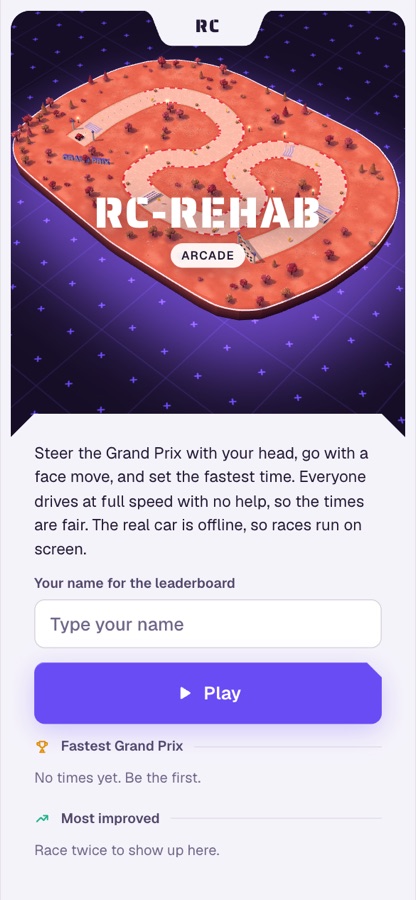 RC
RC-REHAB
ARCADE
Steer the Grand Prix with your head, go with a
face move, and set the fastest time. Everyone
drives at full speed with no help, so the times
are fair. The real car is offline, so races run on
screen.
Your name for the leaderboard
Type your name
Play
Fastest Grand Prix
No times yet. Be the first.
Most improved
Race twice to show up here.